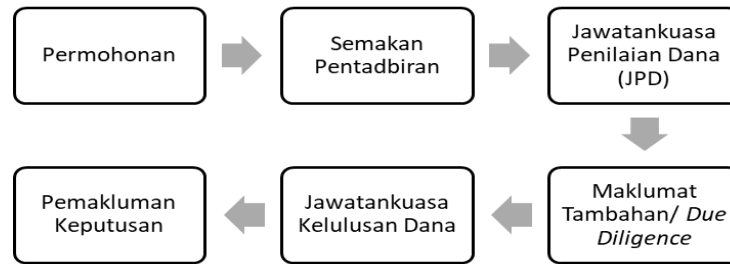 Permohonan
Semakan
Pentadbiran
Jawatankuasa
Penilaian Dana
(JPD)
Maklumat
Tambahan/ Due
Diligence
Jawatankuasa
Kelulusan Dana
Pemakluman
Keputusan